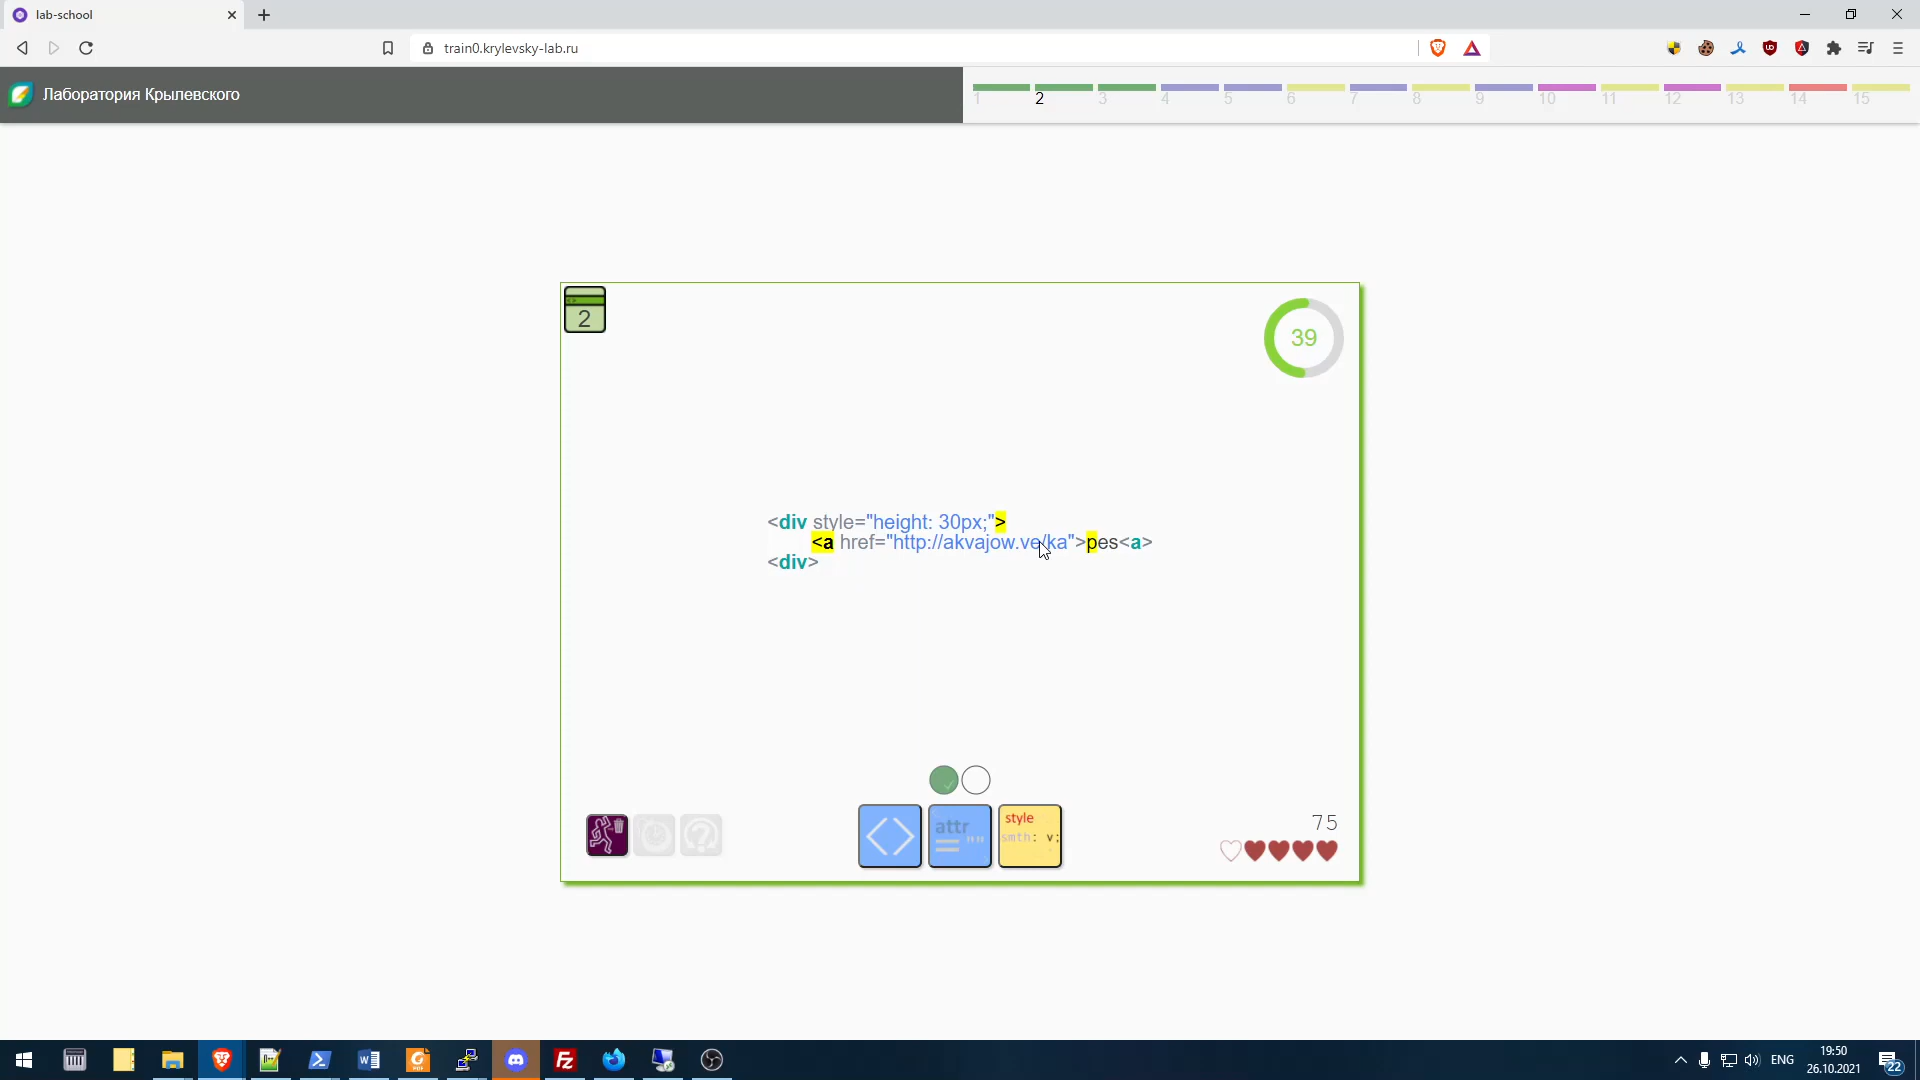 lab-school
train0.krylevsky-lab.ru
Лаборатория Крылевского
1 2 3 4 5 6 7 8 9 10 11 12 13 14 15
2
39
<div style="height: 30px;">
<a href="http://akvajow.ve/ka">pes<a>
<div>
attr
=""
style
smth: v;
75
ENG
19:50
26.10.2021
22